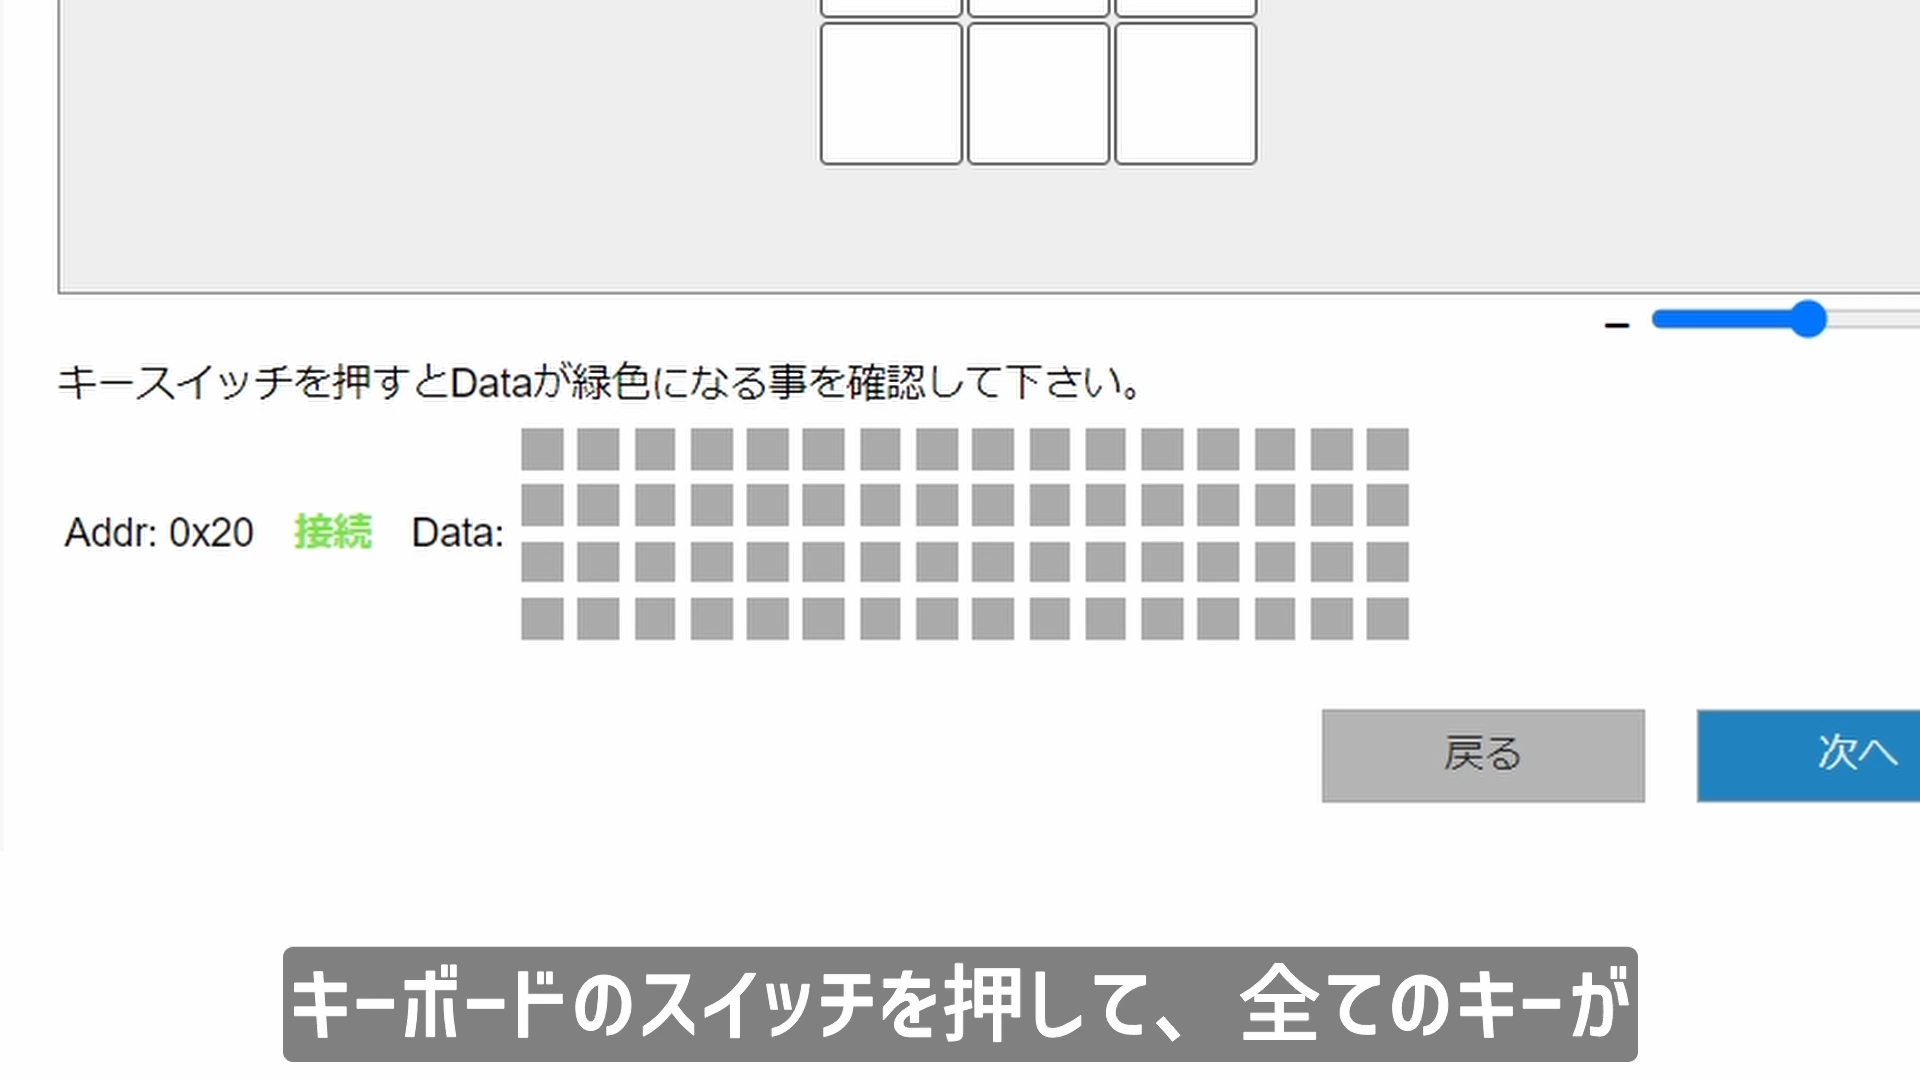 キースイッチを押すとDataが緑色になる事を確認して下さい。
Addr: 0x20 接続 Data:
戻る 次へ
キーボードのスイッチを押して、全てのキーが